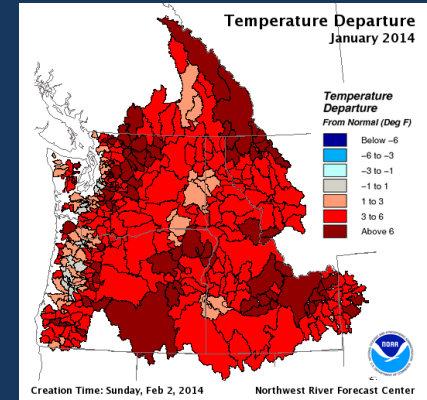 Temperature Departure
January 2014
Temperature
Departure
From Normal (Deg F)
Below −6
−6 to −3
−3 to −1
−1 to 1
1 to 3
3 to 6
Above 6
NOAA
Creation Time: Sunday, Feb 2, 2014
Northwest River Forecast Center